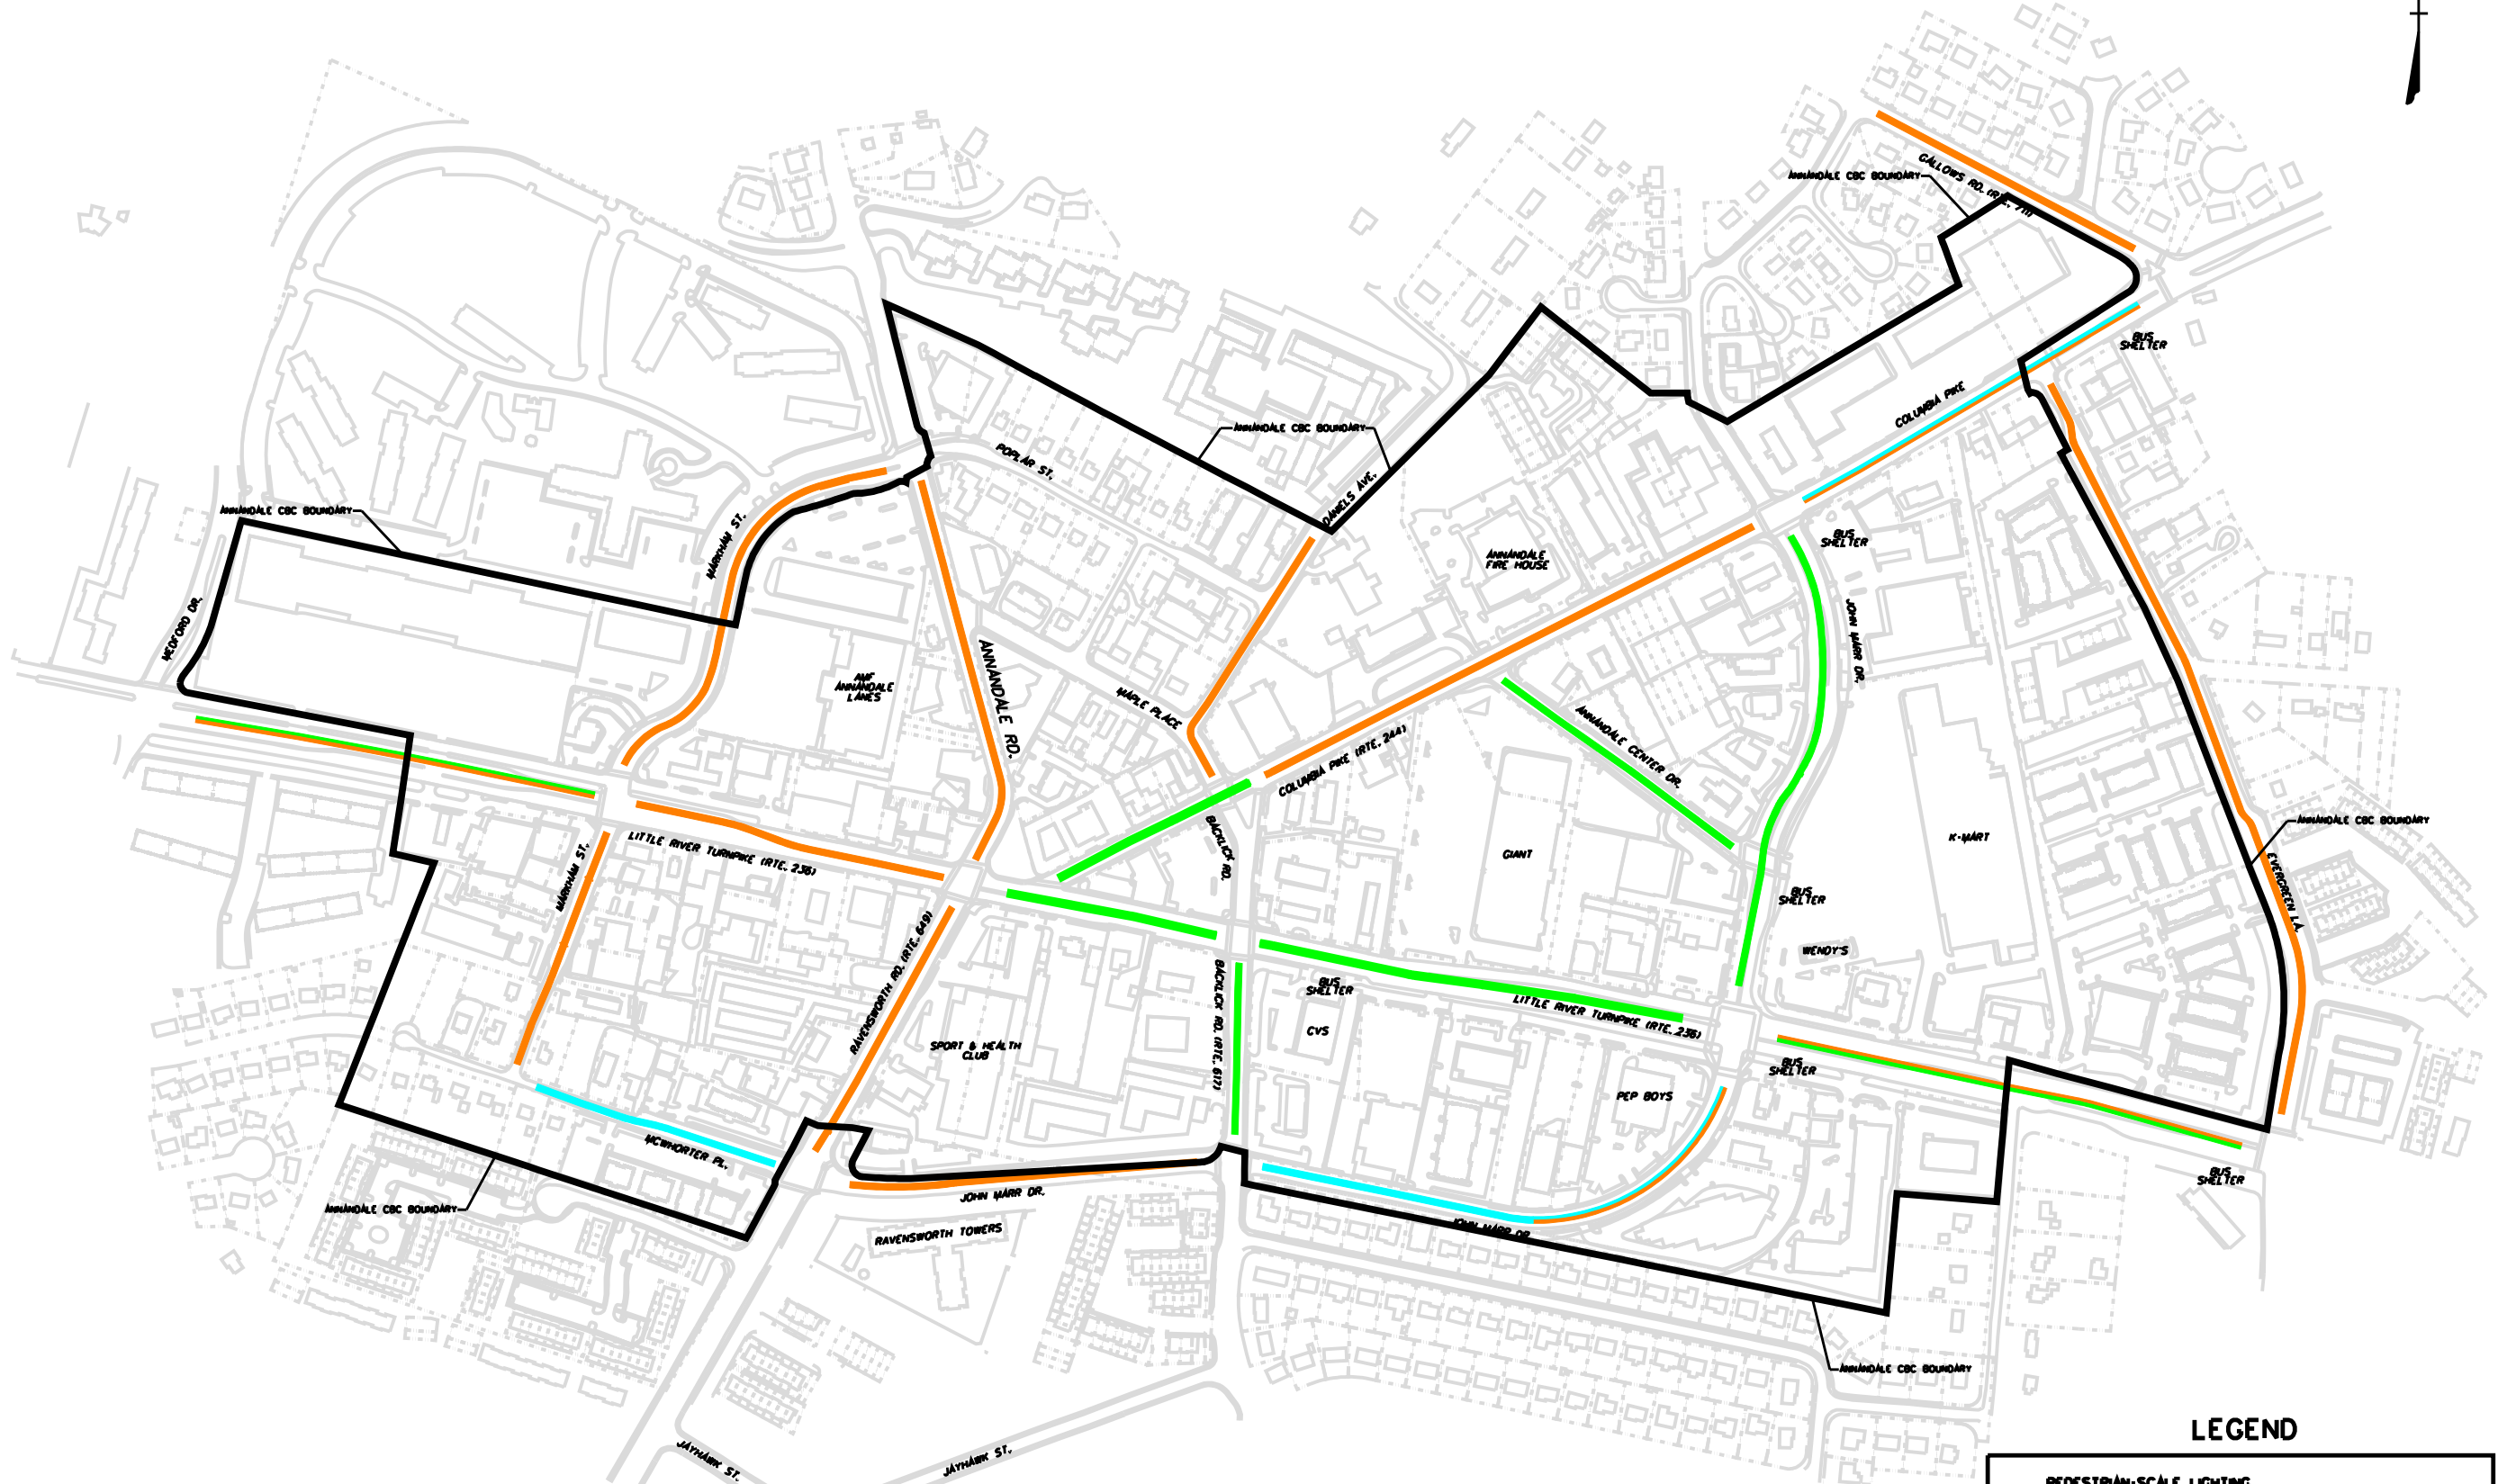 GALLOWS RD. (RTE. 711)
ANNANDALE CBC BOUNDARY
BUS
SHELTER
COLUMBIA PIKE
ANNANDALE CBC BOUNDARY
POPLAR ST.
DANIELS AVE.
ANNANDALE CBC BOUNDARY
MARKHAM ST.
BUS
SHELTER
ANNANDALE
FIRE HOUSE
MEDFORD DR.
JOHN MARR DR.
ANNANDALE RD.
AMF
ANNANDALE
LANES
MAPLE PLACE
COLUMBIA PIKE (RTE. 244)
ANNANDALE CENTER DR.
ANNANDALE CBC BOUNDARY
K-MART
BACKLICK RD.
GIANT
LITTLE RIVER TURNPIKE (RTE. 236)
MARKHAM ST.
EVERGREEN LA.
BUS
SHELTER
WENDY'S
RAVENSWORTH RD. (RTE. 649)
BACKLICK RD. (RTE. 617)
BUS
SHELTER
LITTLE RIVER TURNPIKE (RTE. 236)
CVS
SPORT & HEALTH
CLUB
BUS
SHELTER
PEP BOYS
MCWHORTER PL.
BUS
SHELTER
JOHN MARR DR.
ANNANDALE CBC BOUNDARY
RAVENSWORTH TOWERS
JOHN MARR DR.
ANNANDALE CBC BOUNDARY
JAYHAWK ST.
JAYHAWK ST.
LEGEND
PEDESTRIAN-SCALE LIGHTING